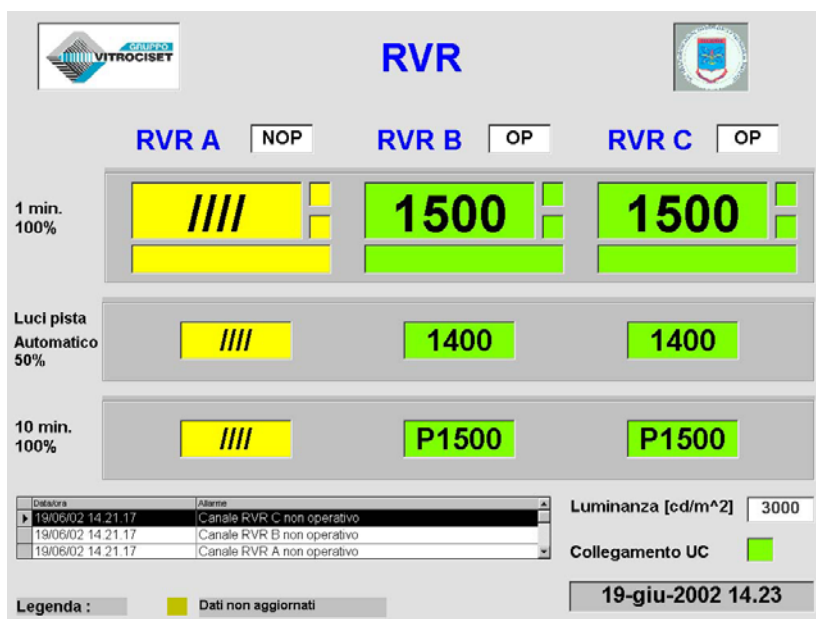 GRUPPO
VITROCISET
RVR
RVR A NOP RVR B OP RVR C OP
1 min.
100%
//// 1500 1500
Luci pista
Automatico
50%
//// 1400 1400
10 min.
100%
//// P1500 P1500
Data/ora Allarme
19/06/02 14.21.17 Canale RVR C non operativo
19/06/02 14.21.17 Canale RVR B non operativo
19/06/02 14.21.17 Canale RVR A non operativo
Luminanza [cd/m^2] 3000
Collegamento UC
19-giu-2002 14.23
Legenda : Dati non aggiornati